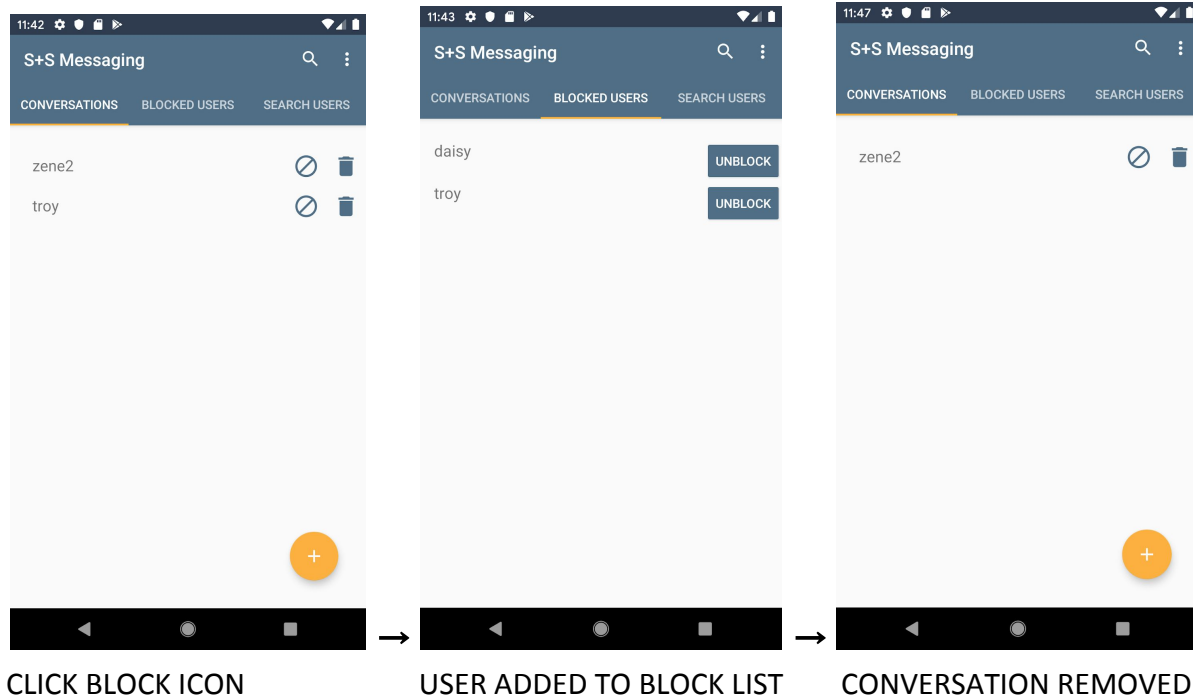 11:42
S+S Messaging
CONVERSATIONS BLOCKED USERS SEARCH USERS
zene2
troy
CLICK BLOCK ICON
11:43
S+S Messaging
CONVERSATIONS BLOCKED USERS SEARCH USERS
daisy UNBLOCK
troy UNBLOCK
USER ADDED TO BLOCK LIST
11:47
S+S Messaging
CONVERSATIONS BLOCKED USERS SEARCH USERS
zene2
CONVERSATION REMOVED